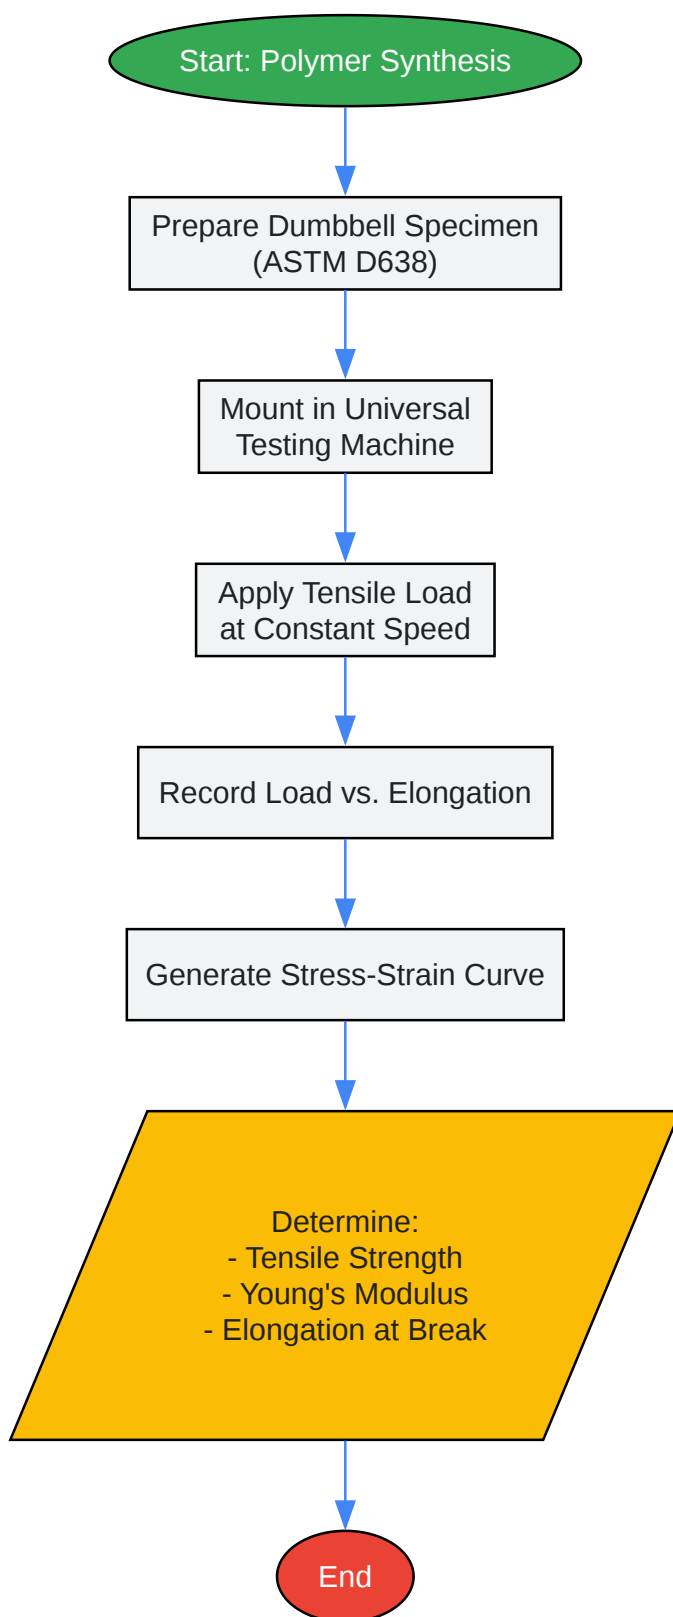 Start: Polymer Synthesis
Prepare Dumbbell Specimen
(ASTM D638)
Mount in Universal
Testing Machine
Apply Tensile Load
at Constant Speed
Record Load vs. Elongation
Generate Stress-Strain Curve
Determine:
- Tensile Strength
- Young's Modulus
- Elongation at Break
End